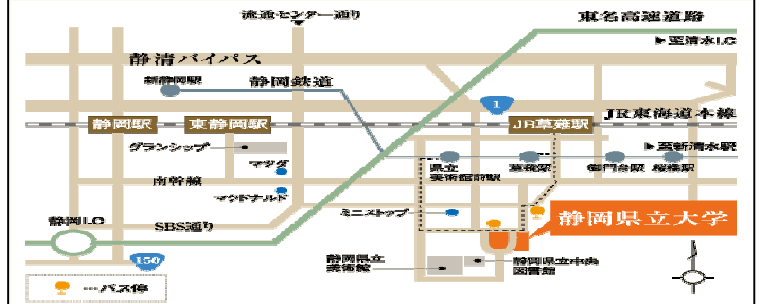 流通センター通り
東名高速道路
▶至清水I.C
静清バイパス
新静岡駅
静岡鉄道
1
JR東海道本線
静岡駅
東静岡駅
JR草薙駅
▶至新清水駅
グランシップ
マツダ
県立
美術館前駅
草薙駅
御門台駅
桜橋駅
南幹線
マクドナルド
ミニストップ
静岡I.C
SBS通り
静岡県立大学
150
静岡県立
美術館
静岡県立中央
図書館
…バス停